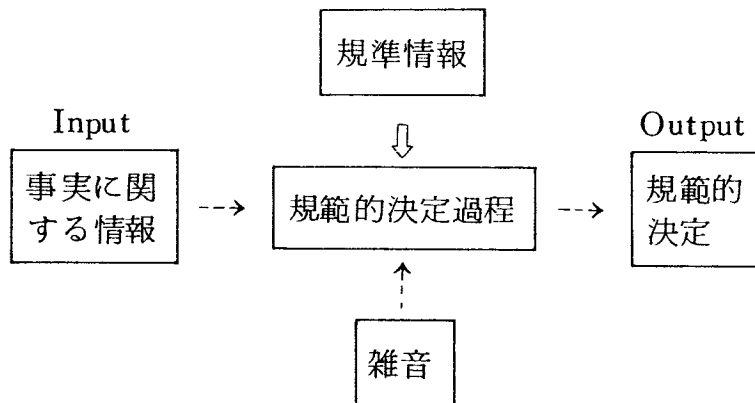 規準情報
Input
Output
事実に関
する情報
規範的決定過程
規範的
決定
雑音